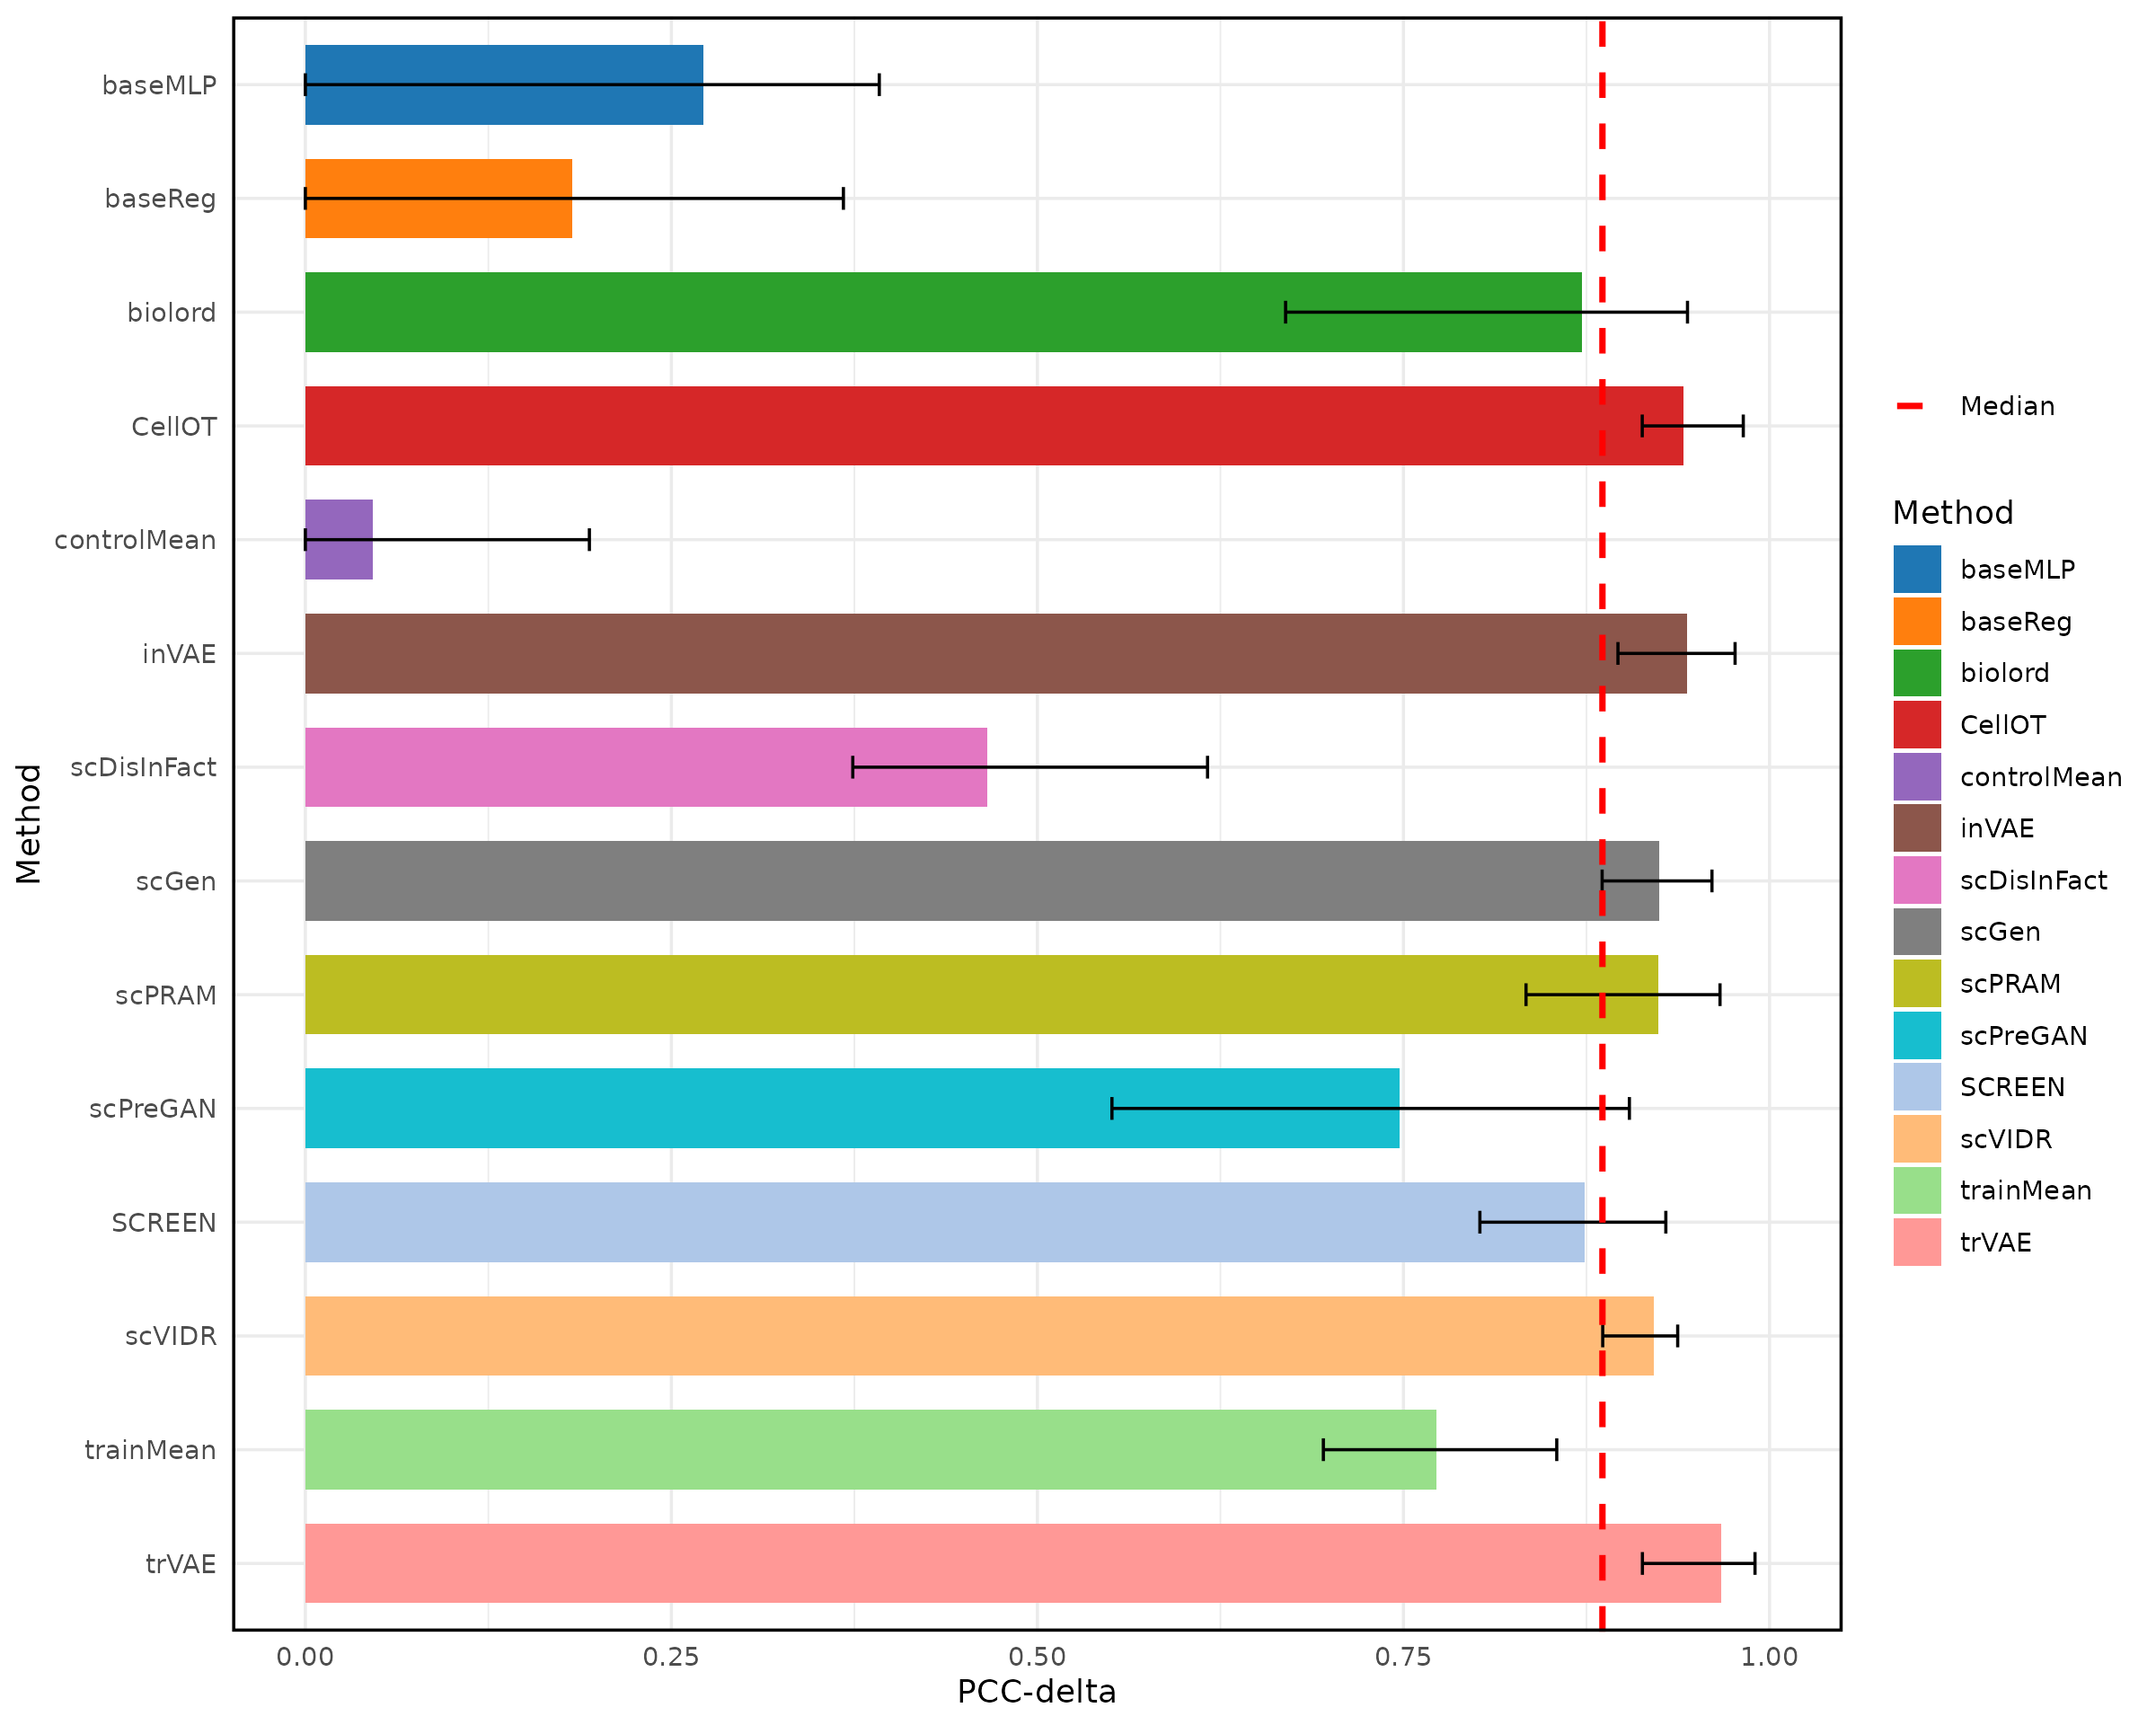 Method
baseMLP
baseReg
biolord
CellOT
controlMean
inVAE
scDisInFact
scGen
scPRAM
scPreGAN
SCREEN
scVIDR
trainMean
trVAE
0.00 0.25 0.50 0.75 1.00
PCC-delta
Median
Method
baseMLP
baseReg
biolord
CellOT
controlMean
inVAE
scDisInFact
scGen
scPRAM
scPreGAN
SCREEN
scVIDR
trainMean
trVAE